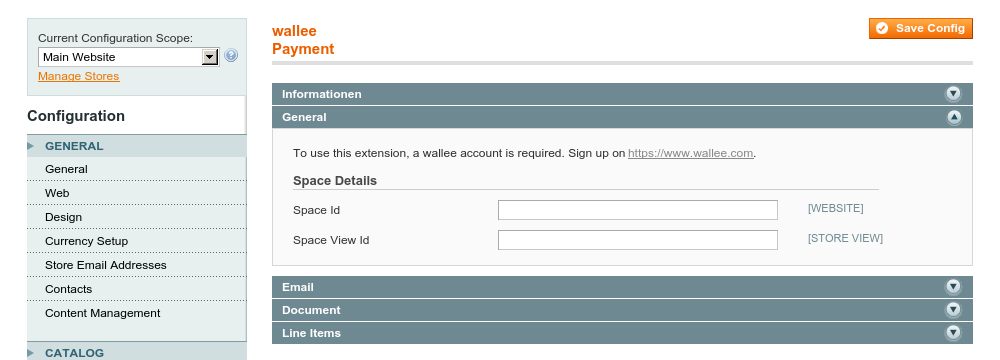 Current Configuration Scope:
Main Website
Manage Stores
Configuration
GENERAL
General
Web
Design
Currency Setup
Store Email Addresses
Contacts
Content Management
CATALOG
wallee
Payment
Save Config
Informationen
General
To use this extension, a wallee account is required. Sign up on https://www.wallee.com.
Space Details
Space Id [WEBSITE]
Space View Id [STORE VIEW]
Email
Document
Line Items